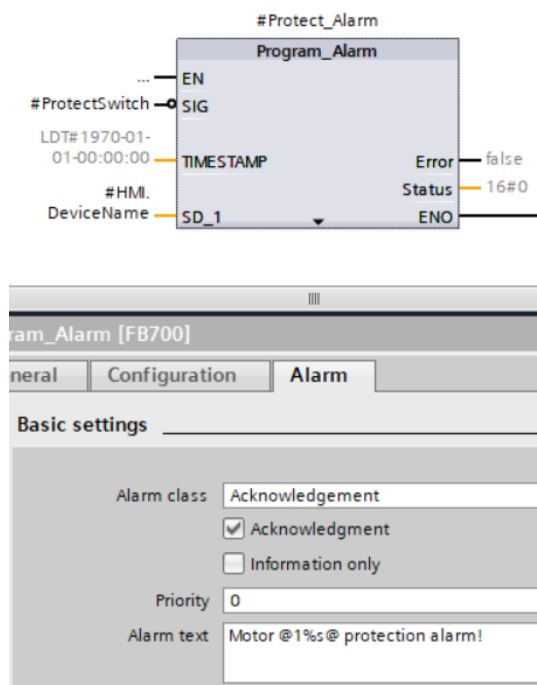 #Protect_Alarm
Program_Alarm
... EN
#ProtectSwitch SIG
LDT#1970-01-
01-00:00:00 TIMESTAMP Error false
Status 16#0
#HMI.
DeviceName SD_1 ENO
ram_Alarm [FB700]
neral Configuration Alarm
Basic settings
Alarm class Acknowledgement
Acknowledgment
Information only
Priority 0
Alarm text Motor @1%s@ protection alarm!